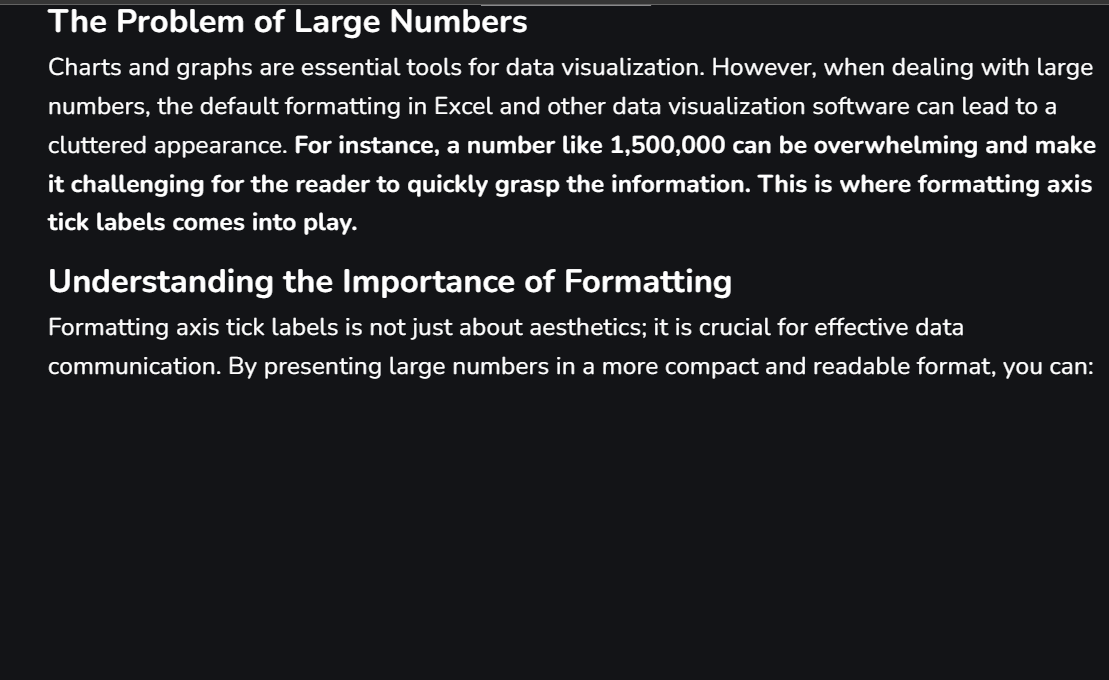 The Problem of Large Numbers
Charts and graphs are essential tools for data visualization. However, when dealing with large
numbers, the default formatting in Excel and other data visualization software can lead to a
cluttered appearance. For instance, a number like 1,500,000 can be overwhelming and make
it challenging for the reader to quickly grasp the information. This is where formatting axis
tick labels comes into play.
Understanding the Importance of Formatting
Formatting axis tick labels is not just about aesthetics; it is crucial for effective data
communication. By presenting large numbers in a more compact and readable format, you can: